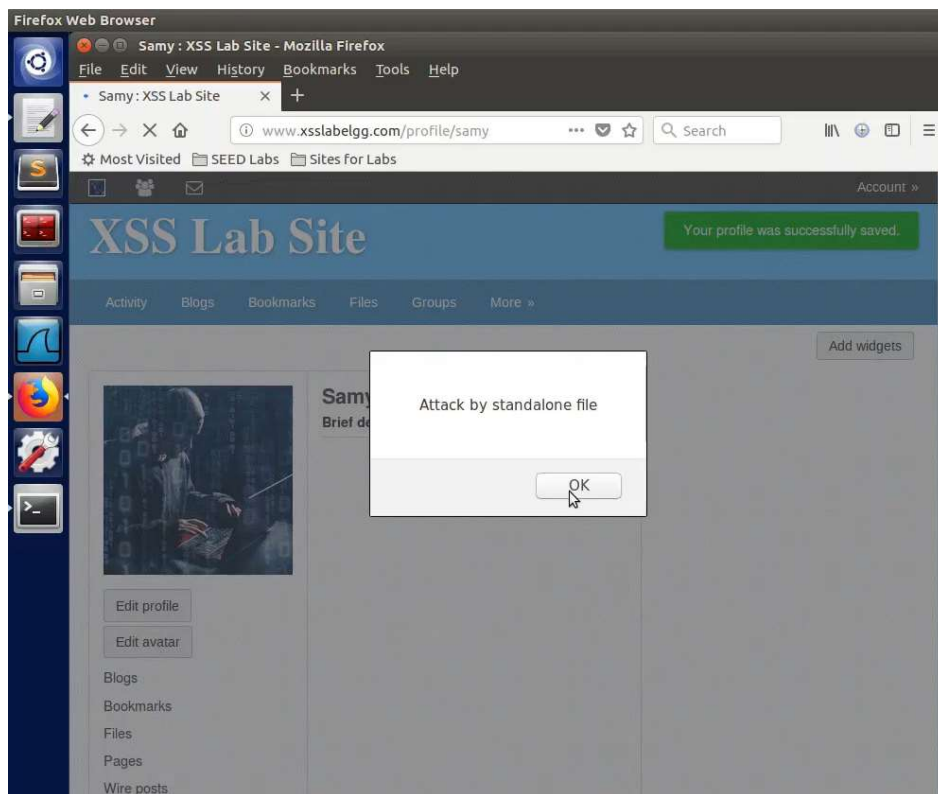 Firefox Web Browser
Samy : XSS Lab Site - Mozilla Firefox
File Edit View History Bookmarks Tools Help
Samy : XSS Lab Site
www.xsslabelgg.com/profile/samy
Search
Most Visited SEED Labs Sites for Labs
Account »
XSS Lab Site
Your profile was successfully saved.
Activity Blogs Bookmarks Files Groups More »
Add widgets
Samy
Brief de
Attack by standalone file
OK
Edit profile
Edit avatar
Blogs
Bookmarks
Files
Pages
Wire posts